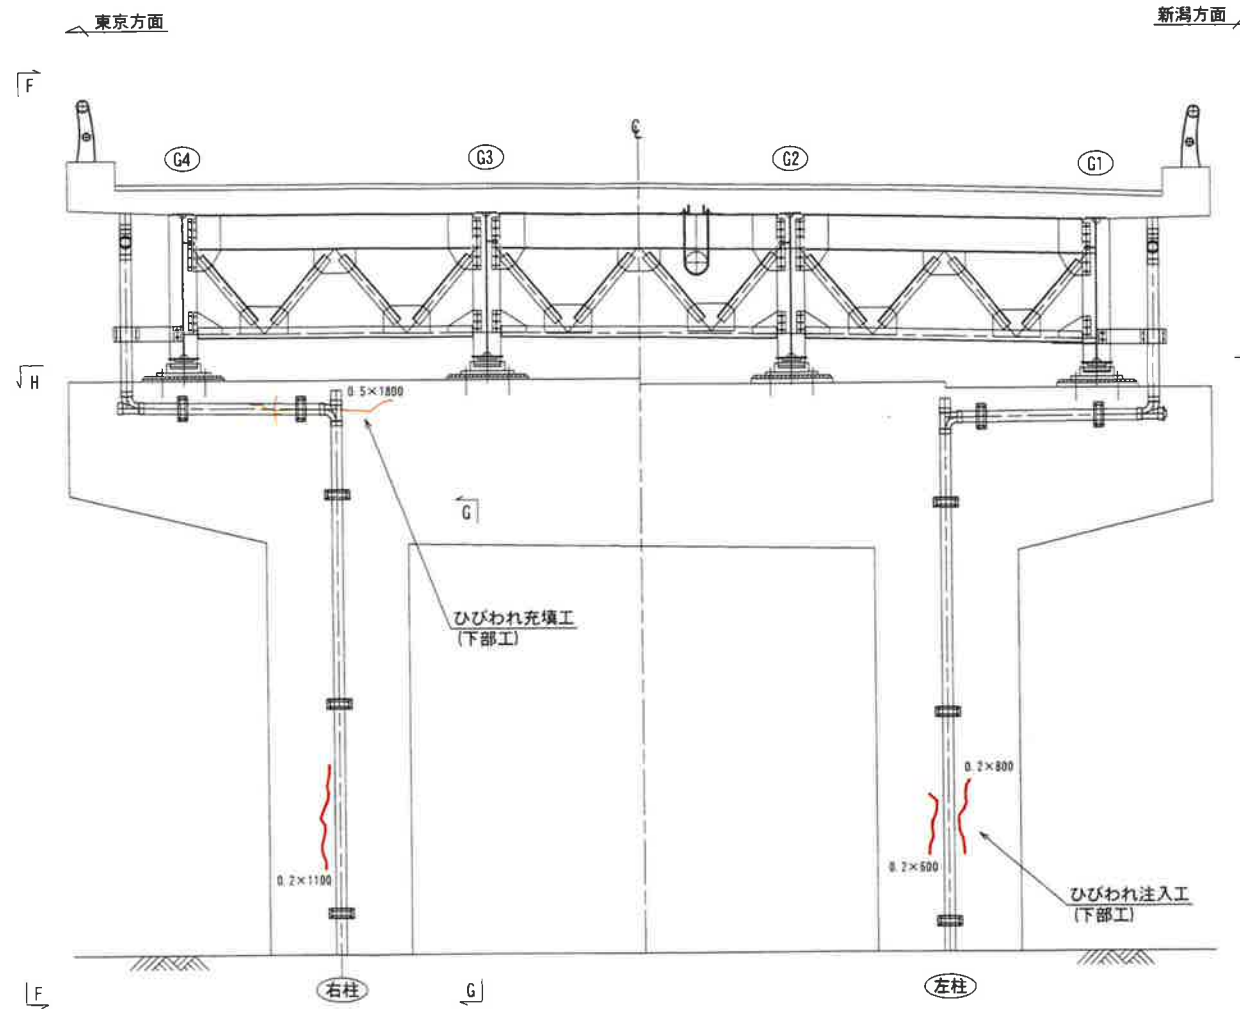 東京方面
新潟方面
F
G4
G3
℄
G2
G1
H
0.5×1800
G
ひびわれ充填工
(下部工)
0.2×800
0.2×600
0.2×1100
ひびわれ注入工
(下部工)
F
右柱
G
左柱